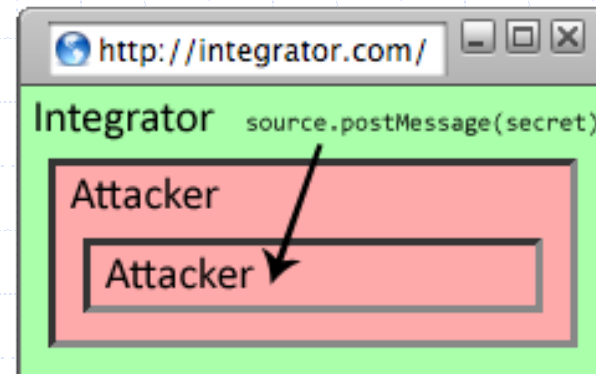 http://integrator.com/
Integrator source.postMessage(secret)
Attacker
Attacker